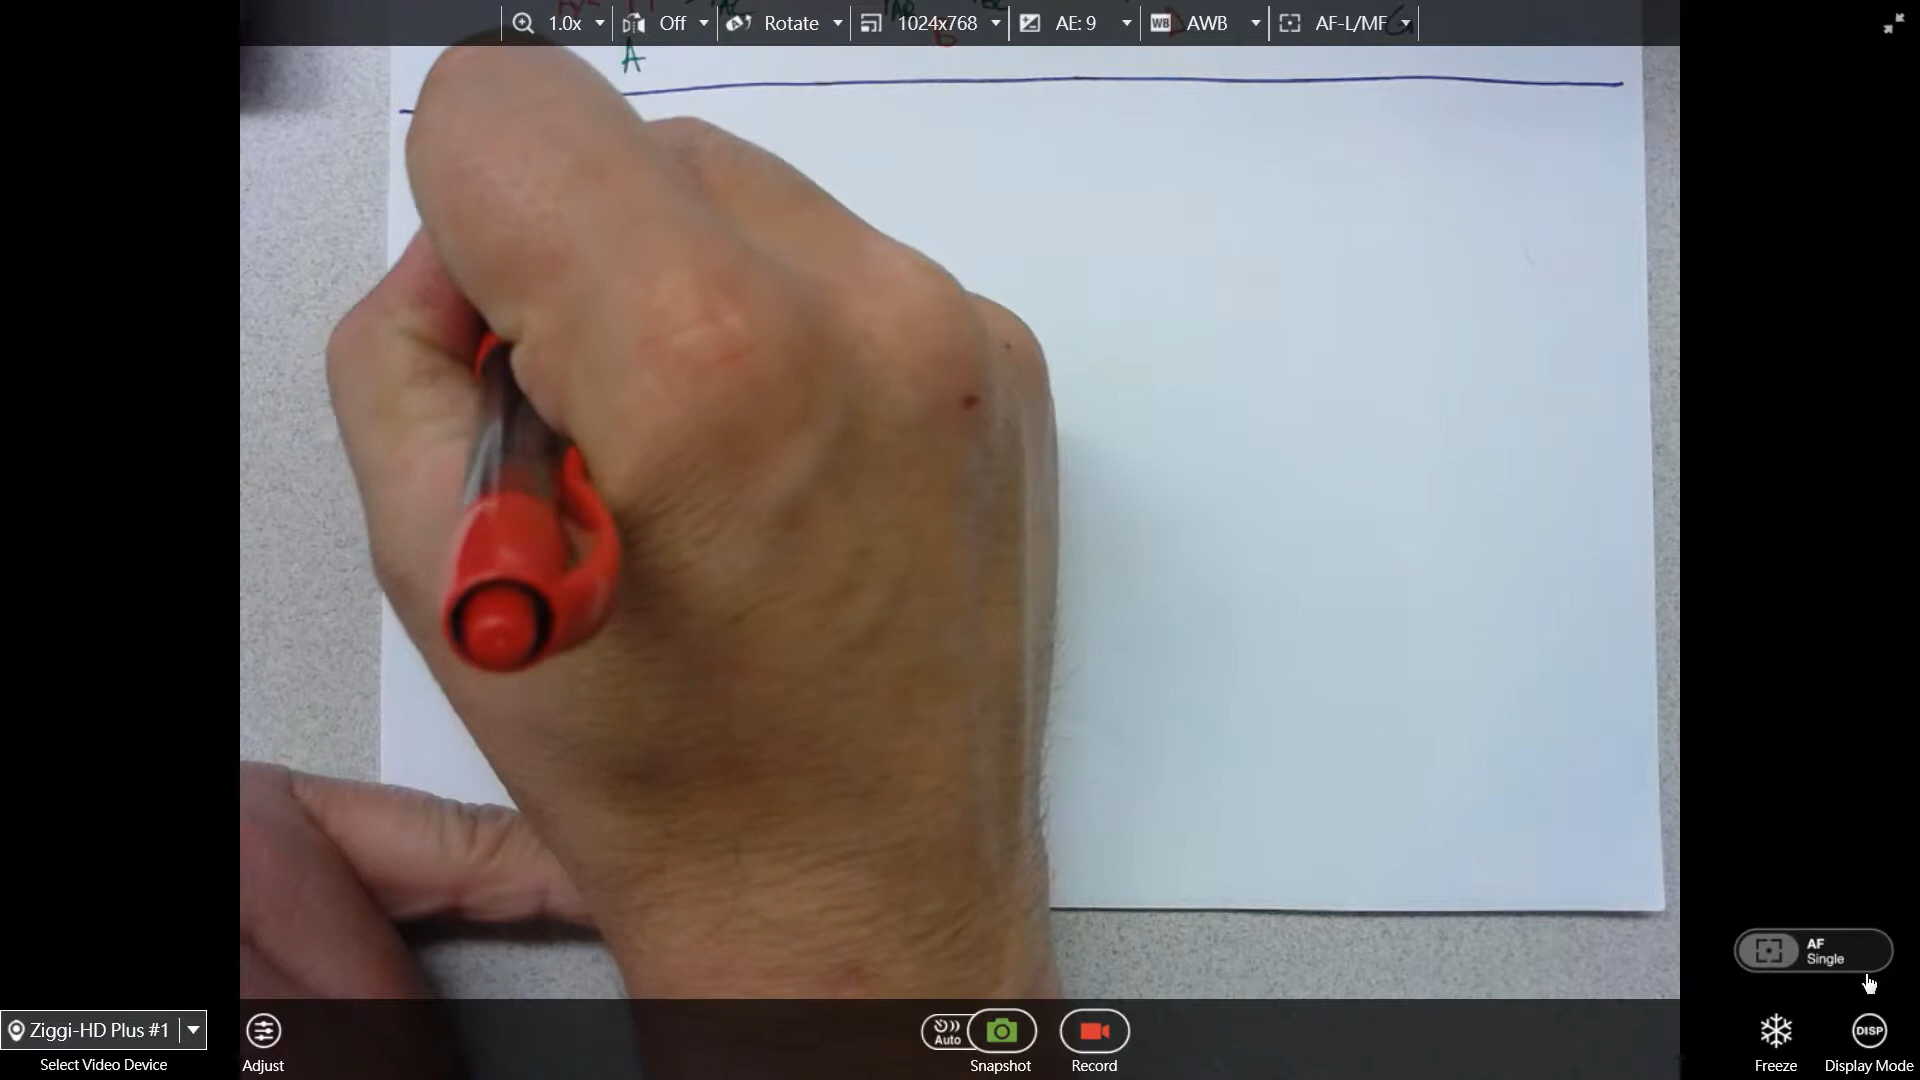 1.0x Off Rotate 1024x768 AE: 9 AWB AF-L/MF
A
AF
Single
Ziggi-HD Plus #1
Select Video Device
Adjust
Auto
Snapshot
Record
Freeze
DISP
Display Mode